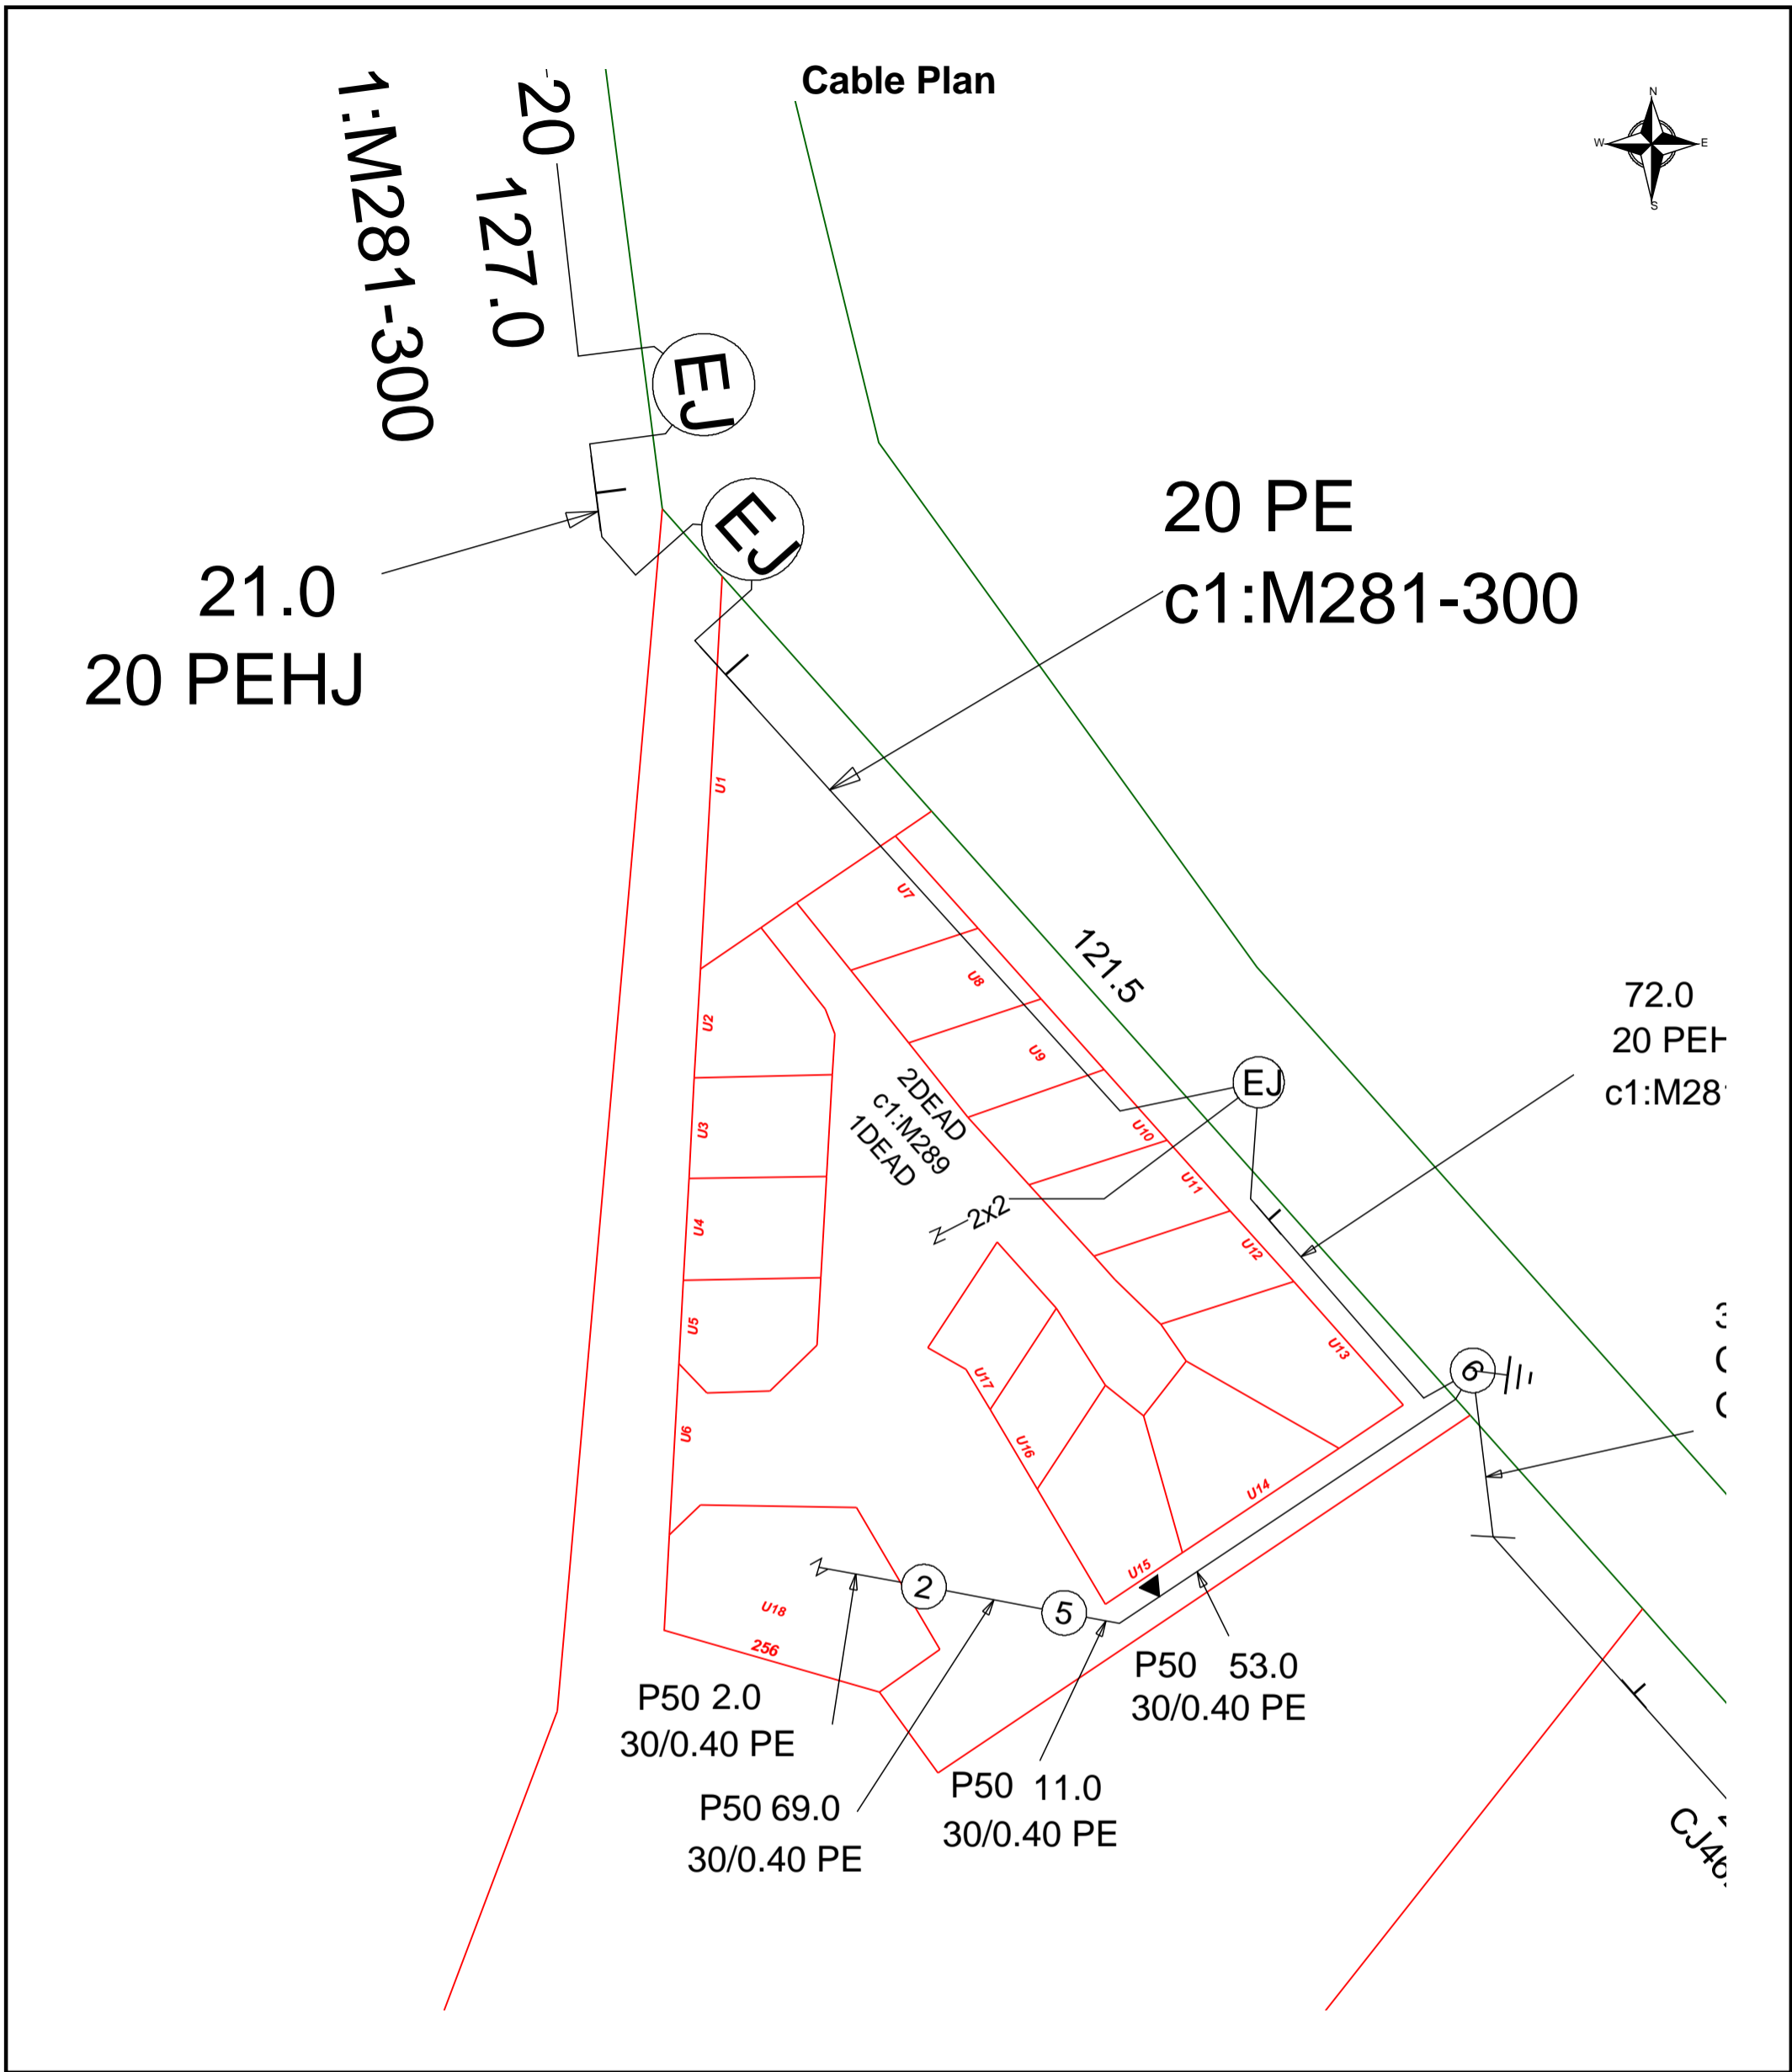 Cable Plan
N
W
E
S
20
127.0
1:M281-300
EJ
EJ
20 PE
c1:M281-300
21.0
20 PEHJ
U1
U7
121.5
U8
72.0
20 PEH
c1:M281
U2
U9
EJ
2DEAD
c1:M289
1DEAD
U3
U10
U11
2x2
U4
U12
U5
U13
6
U17
U6
U16
U14
U15
2
5
U18
256
P50 53.0
30/0.40 PE
P50 2.0
30/0.40 PE
P50 11.0
30/0.40 PE
P50 69.0
30/0.40 PE